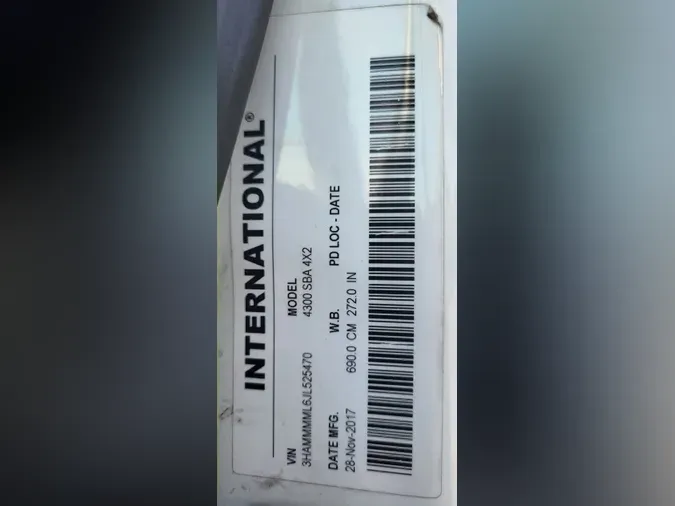 INTERNATIONAL®
VIN MODEL
3HAMMMML6JL525470 4300 SBA 4X2
DATE MFG. W.B. PD LOC - DATE
28-Nov-2017 690.0 CM 272.0 IN